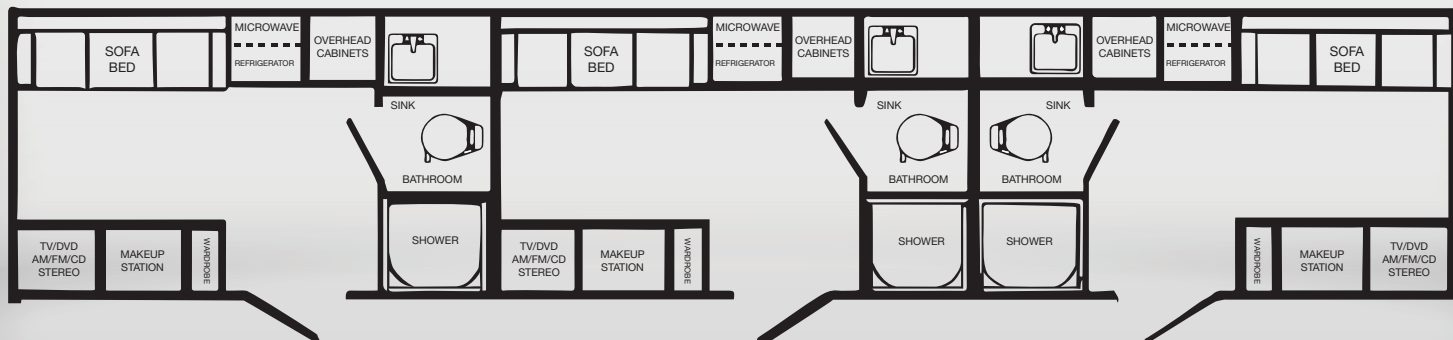 SOFA
BED
MICROWAVE
REFRIGERATOR
OVERHEAD
CABINETS
SINK
BATHROOM
SHOWER
TV/DVD
AM/FM/CD
STEREO
MAKEUP
STATION
WARDROBE
SOFA
BED
MICROWAVE
REFRIGERATOR
OVERHEAD
CABINETS
SINK
BATHROOM
SHOWER
TV/DVD
AM/FM/CD
STEREO
MAKEUP
STATION
WARDROBE
SINK
BATHROOM
SHOWER
OVERHEAD
CABINETS
MICROWAVE
REFRIGERATOR
SOFA
BED
WARDROBE
MAKEUP
STATION
TV/DVD
AM/FM/CD
STEREO